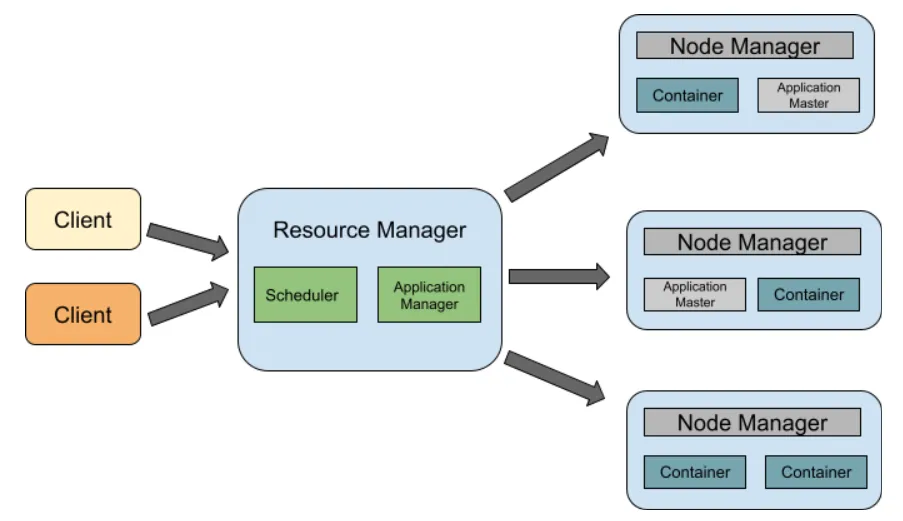 Client
Client
Resource Manager
Scheduler
Application
Manager
Node Manager
Container
Application
Master
Node Manager
Application
Master
Container
Node Manager
Container
Container